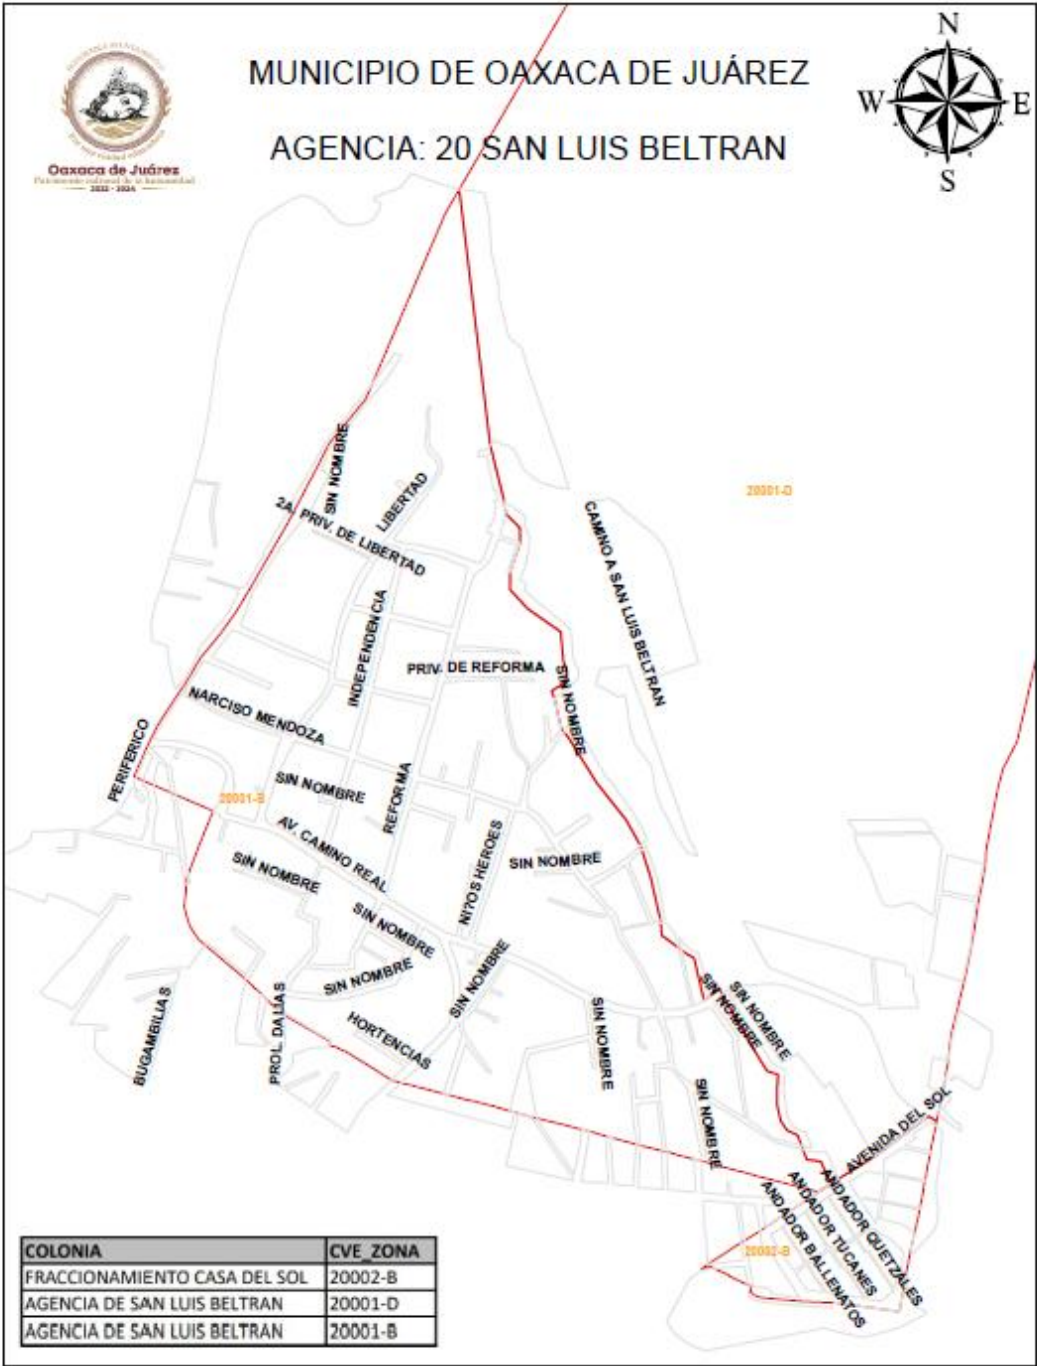 MUNICIPIO DE OAXACA DE JUÁREZ
AGENCIA: 20 SAN LUIS BELTRAN
Oaxaca de Juárez
2022 - 2024
N
W
E
S
SIN NOMBRE
LIBERTAD
2A. PRIV. DE LIBERTAD
20001-D
CAMINO A SAN LUIS BELTRAN
INDEPENDENCIA
PRIV. DE REFORMA
SIN NOMBRE
NARCISO MENDOZA
PERIFERICO
SIN NOMBRE
REFORMA
20001-B
AV. CAMINO REAL
SIN NOMBRE
NI?OS HEROES
SIN NOMBRE
SIN NOMBRE
SIN NOMBRE
SIN NOMBRE
BUGAMBILIAS
PROL. DALIAS
HORTENCIAS
SIN NOMBRE
SIN NOMBRE
SIN NOMBRE
SIN NOMBRE
AVENIDA DEL SOL
ANDADOR QUETZALES
ANDADOR TUCANES
ANDADOR BALLENATOS
20002-B
COLONIA CVE_ZONA
FRACCIONAMIENTO CASA DEL SOL 20002-B
AGENCIA DE SAN LUIS BELTRAN 20001-D
AGENCIA DE SAN LUIS BELTRAN 20001-B